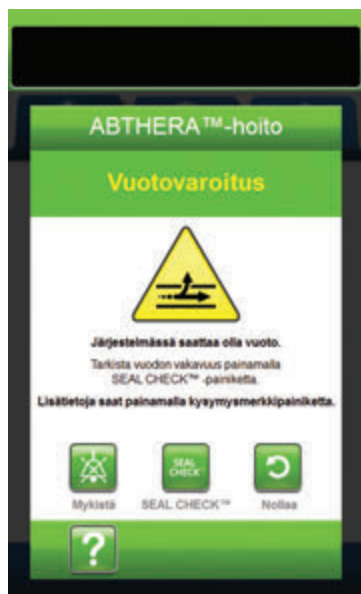 ABTHERA™-hoito
Vuotovaroitus
Järjestelmässä saattaa olla vuoto.
Tarkista vuodon vakavuus painamalla
SEAL CHECK™ -painiketta.
Lisätietoja saat painamalla kysymysmerkkipainiketta.
SEAL
CHECK™
Mykistä SEAL CHECK™ Nollaa
?